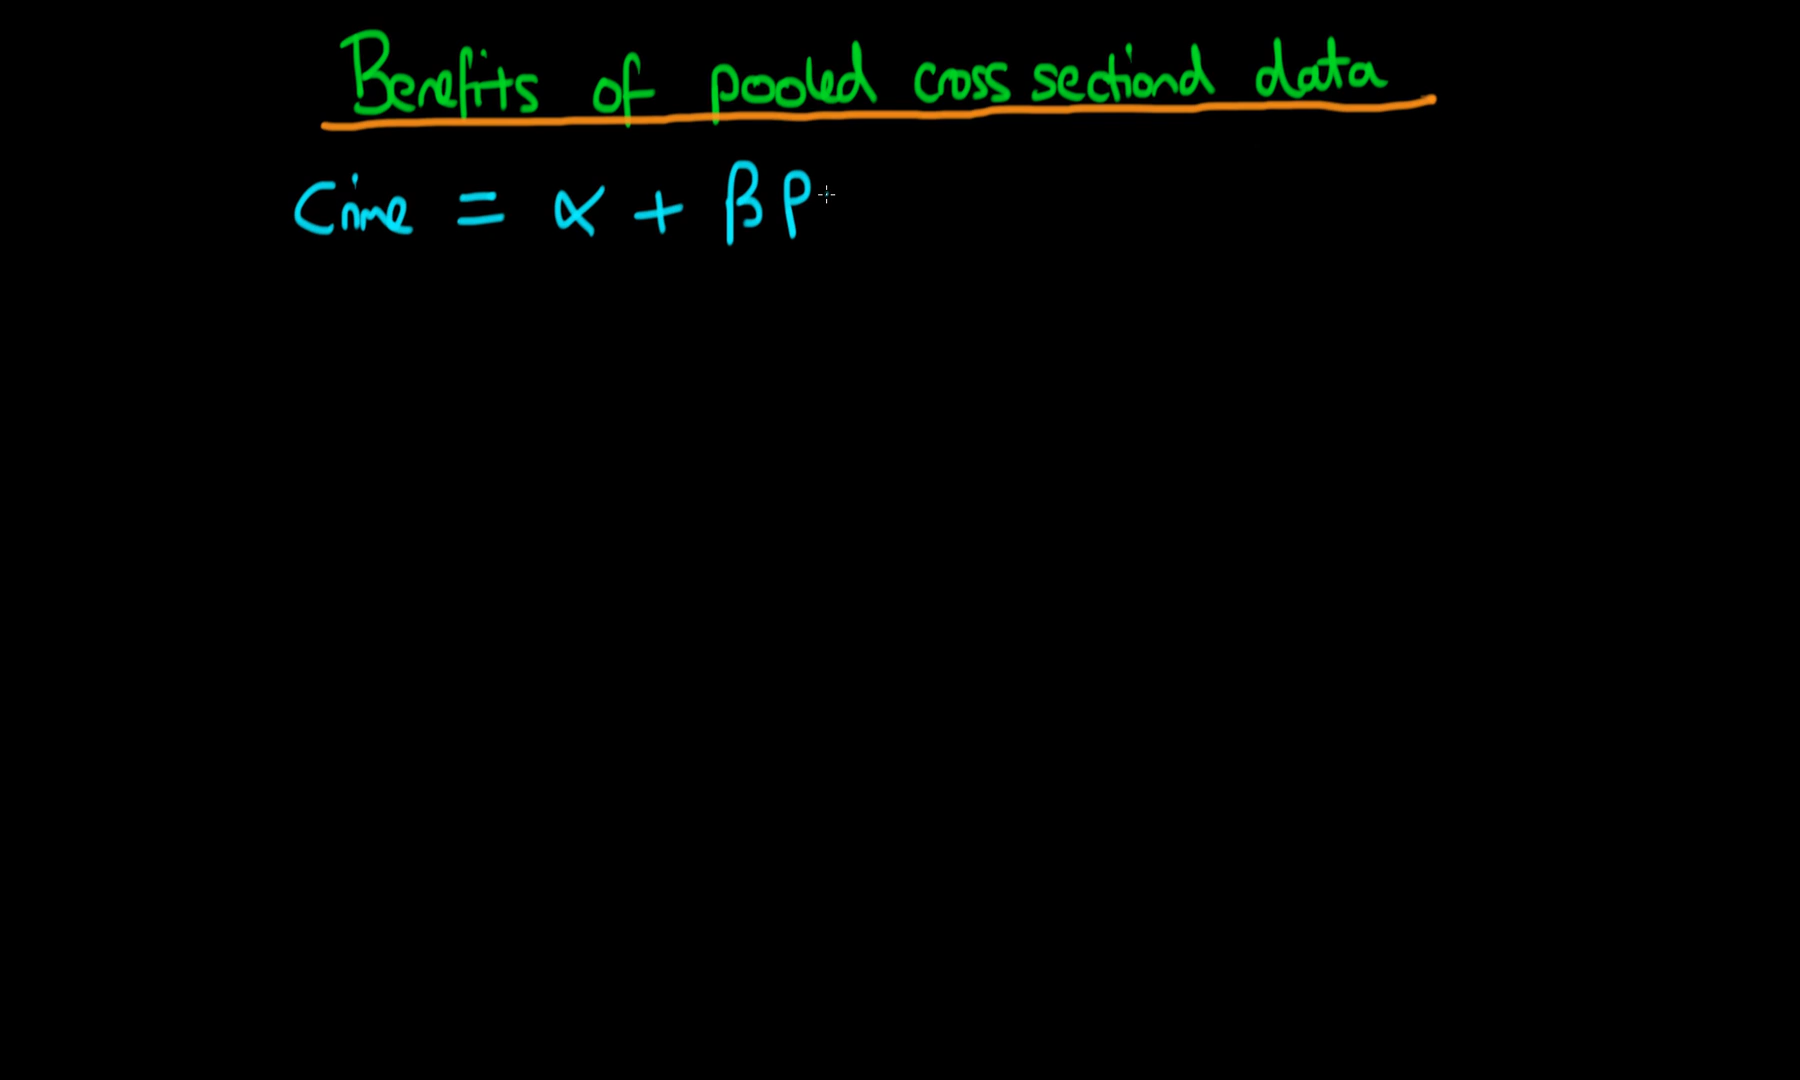 Benefits of pooled cross sectional data
Crime = α + β P